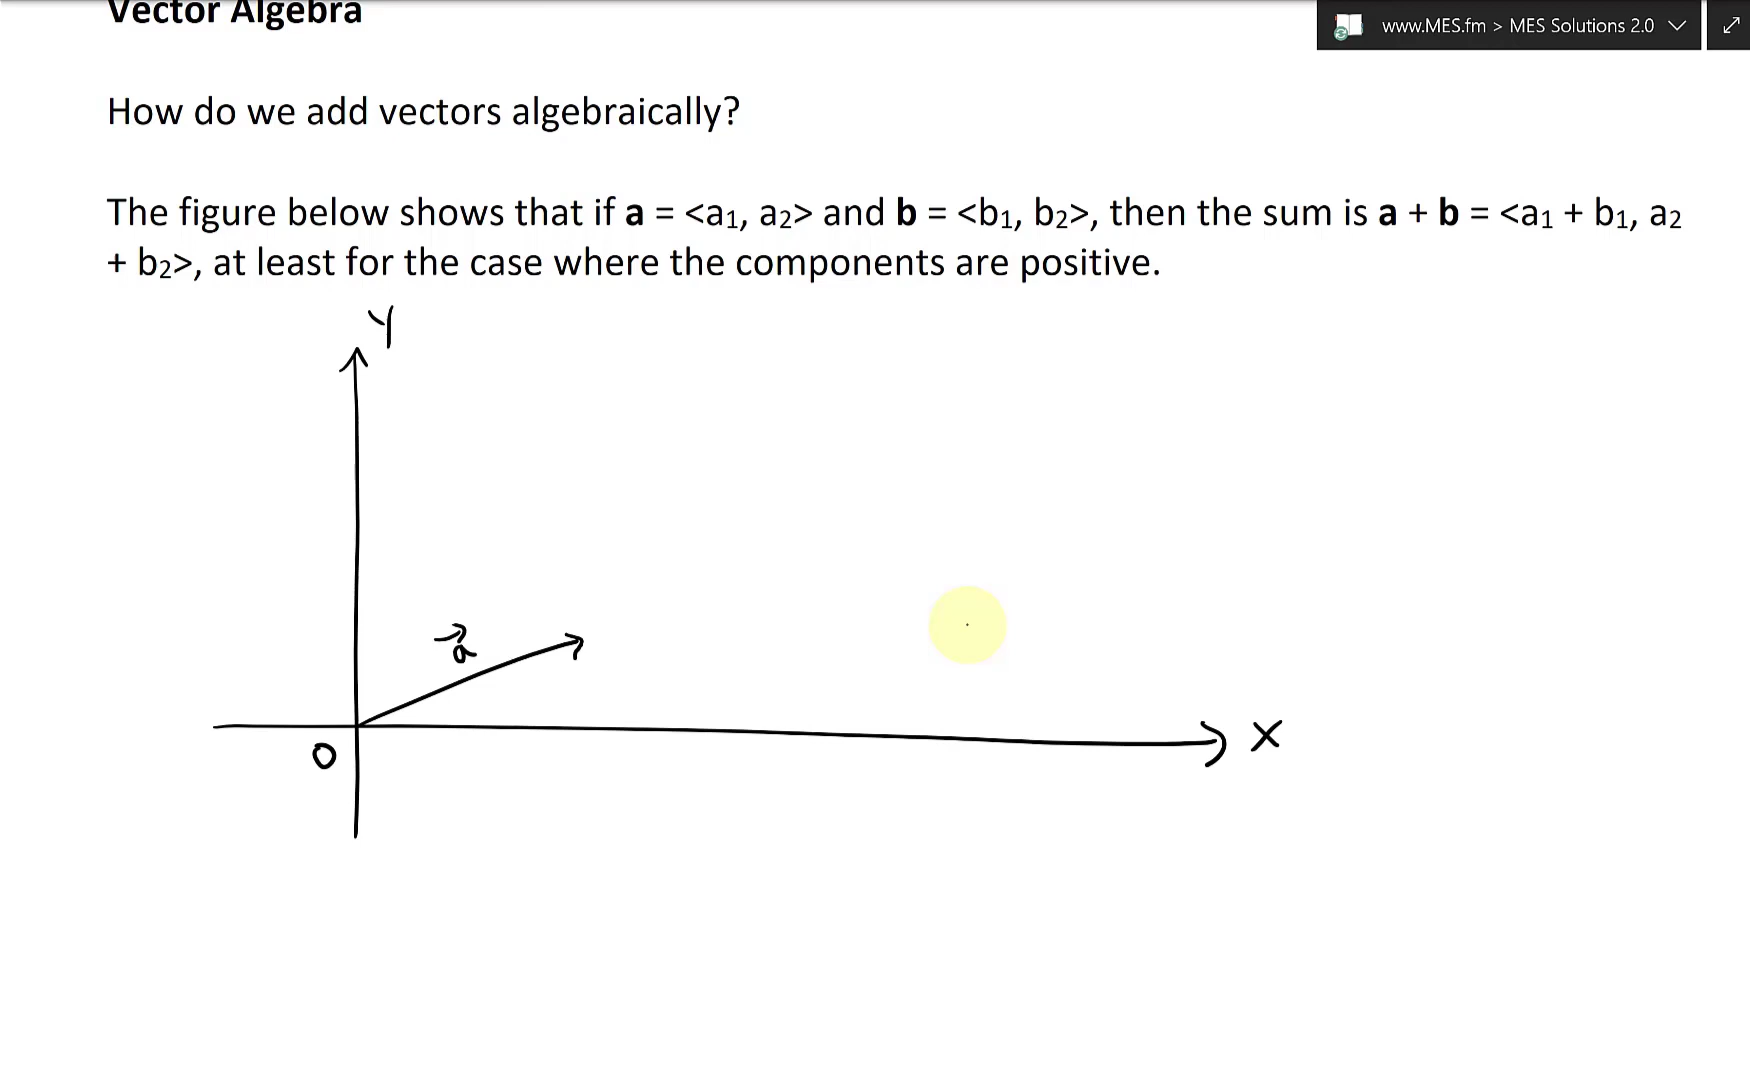 Vector Algebra
www.MES.fm > MES Solutions 2.0
How do we add vectors algebraically?
The figure below shows that if a = <a₁, a₂> and b = <b₁, b₂>, then the sum is a + b = <a₁ + b₁, a₂
+ b₂>, at least for the case where the components are positive.
Y
a
X
0